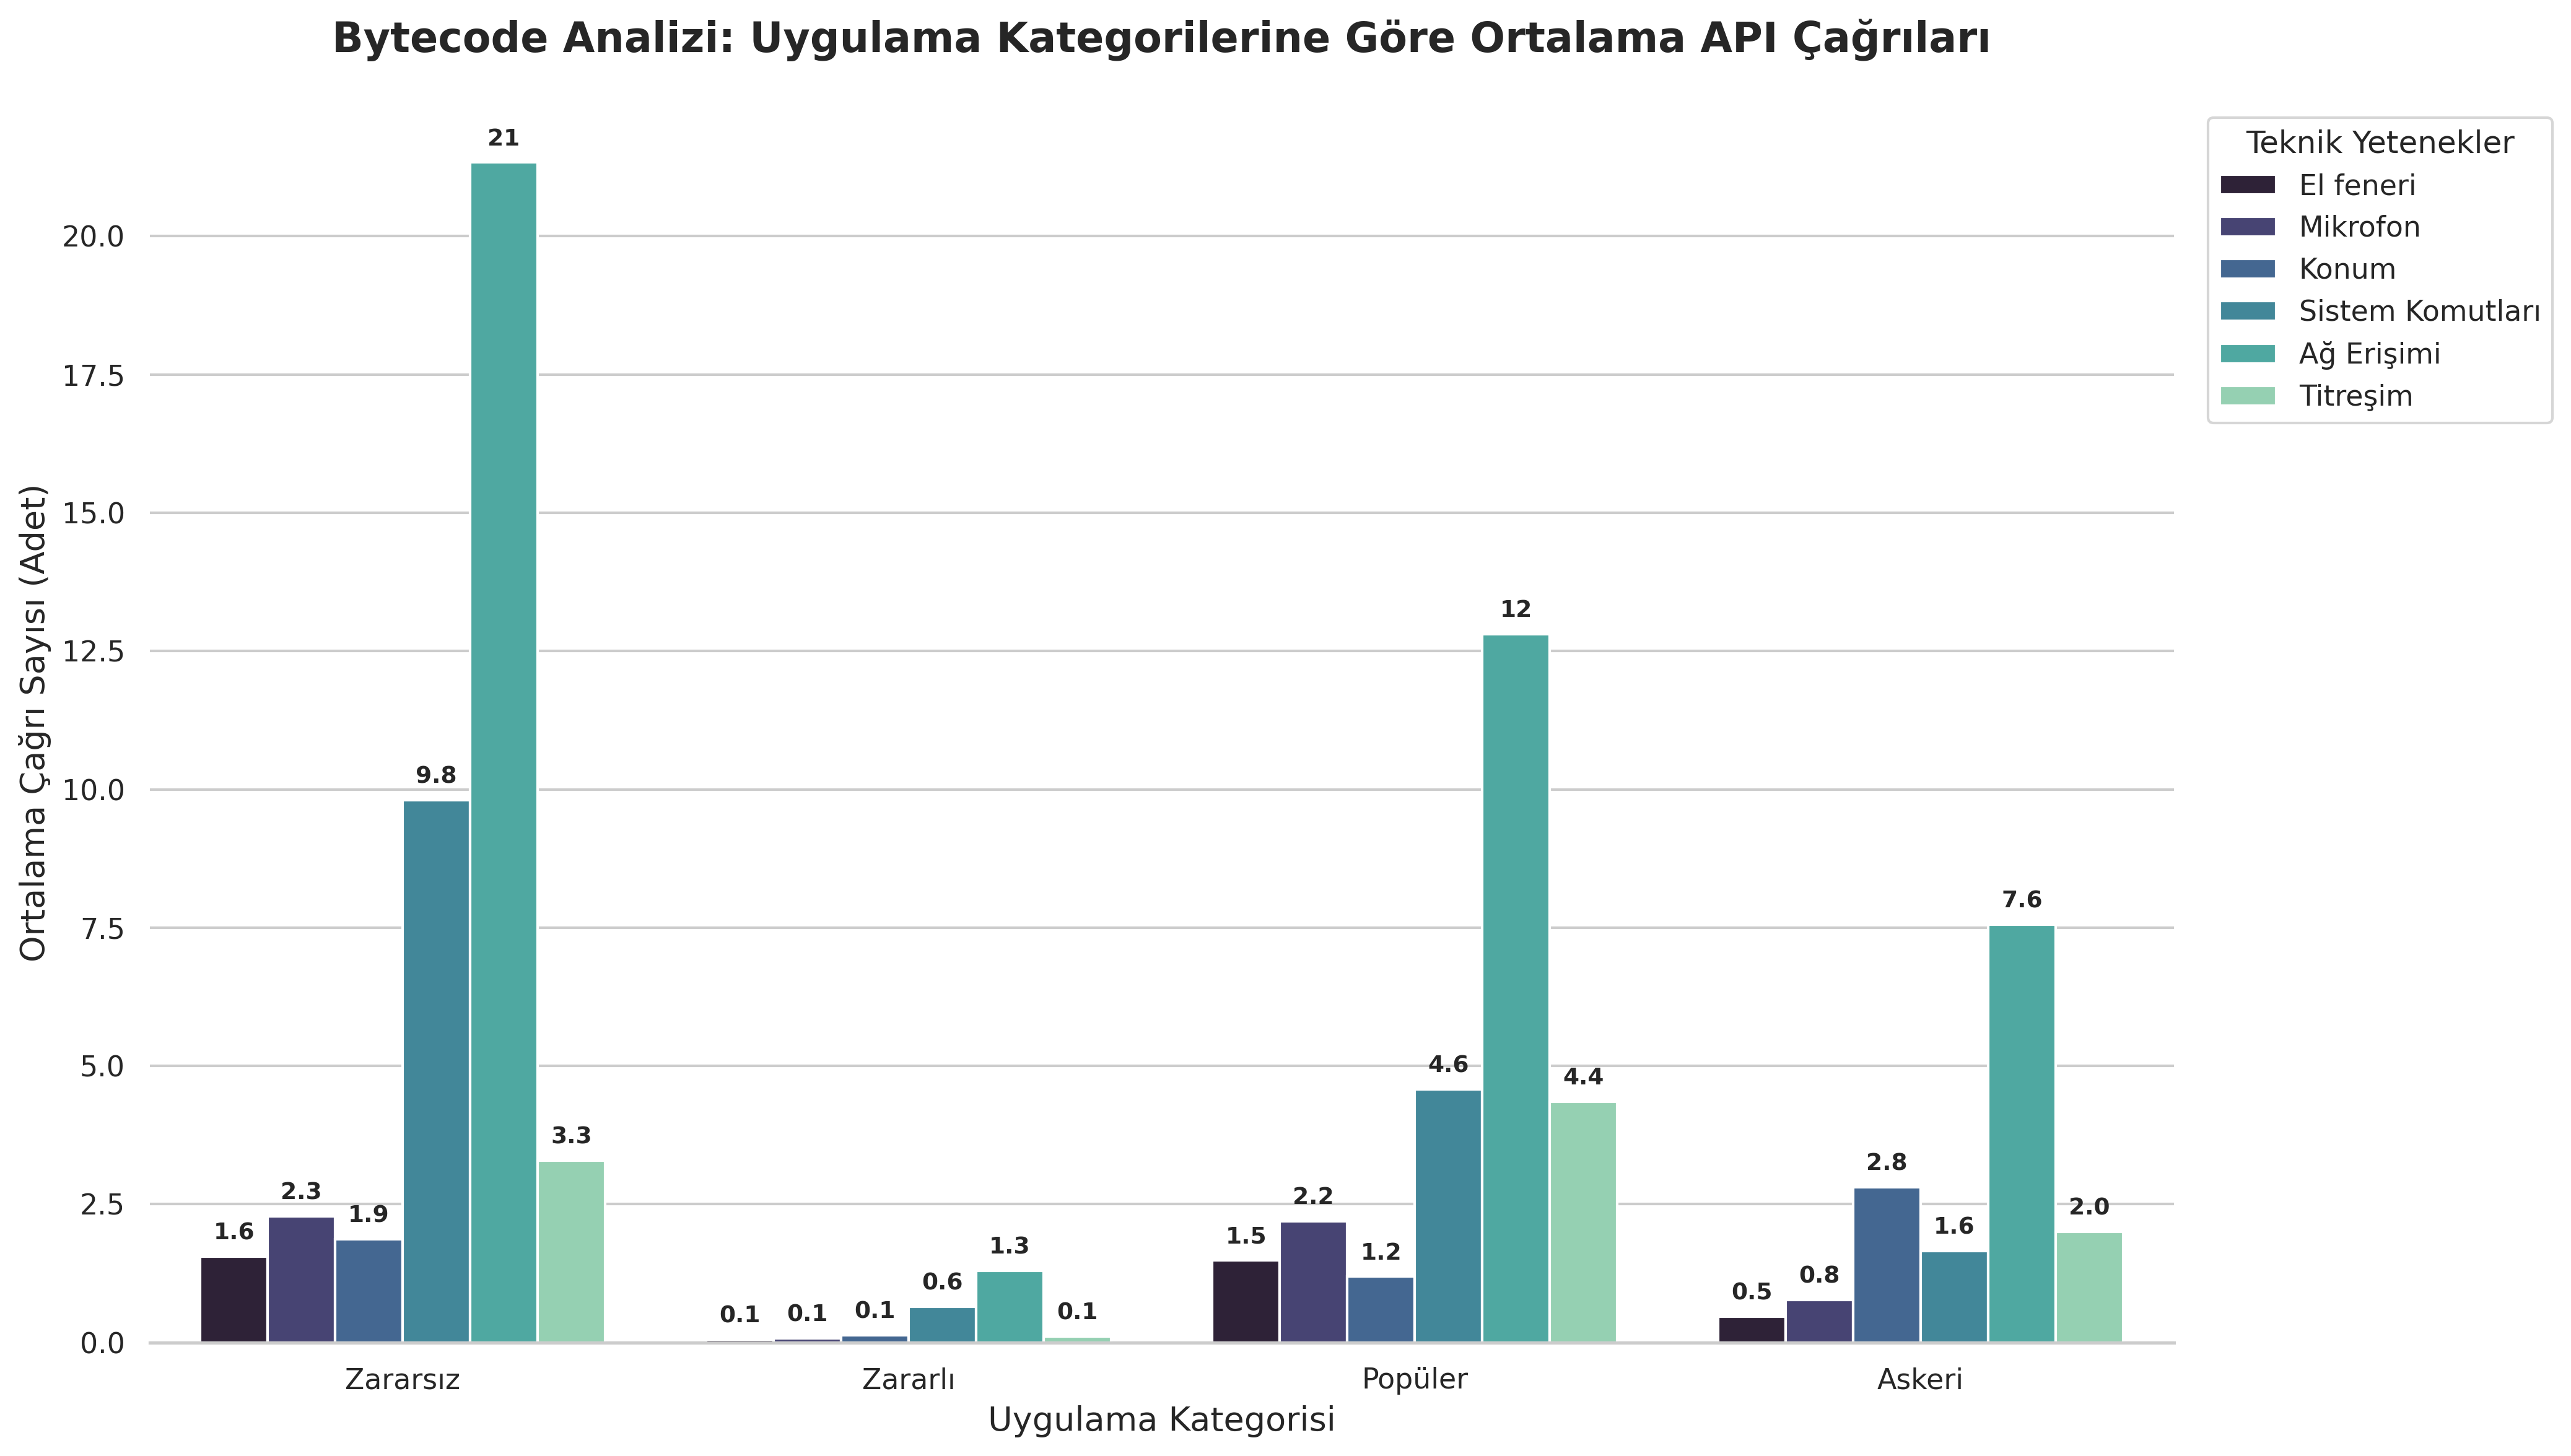 Bytecode Analizi: Uygulama Kategorilerine Göre Ortalama API Çağrıları
Teknik Yetenekler
El feneri
Mikrofon
Konum
Sistem Komutları
Ağ Erişimi
Titreşim
Ortalama Çağrı Sayısı (Adet)
20.0
17.5
15.0
12.5
10.0
7.5
5.0
2.5
0.0
1.6
2.3
1.9
9.8
21
3.3
0.1
0.1
0.1
0.6
1.3
0.1
1.5
2.2
1.2
4.6
12
4.4
0.5
0.8
2.8
1.6
7.6
2.0
Zararsız
Zararlı
Popüler
Askeri
Uygulama Kategorisi